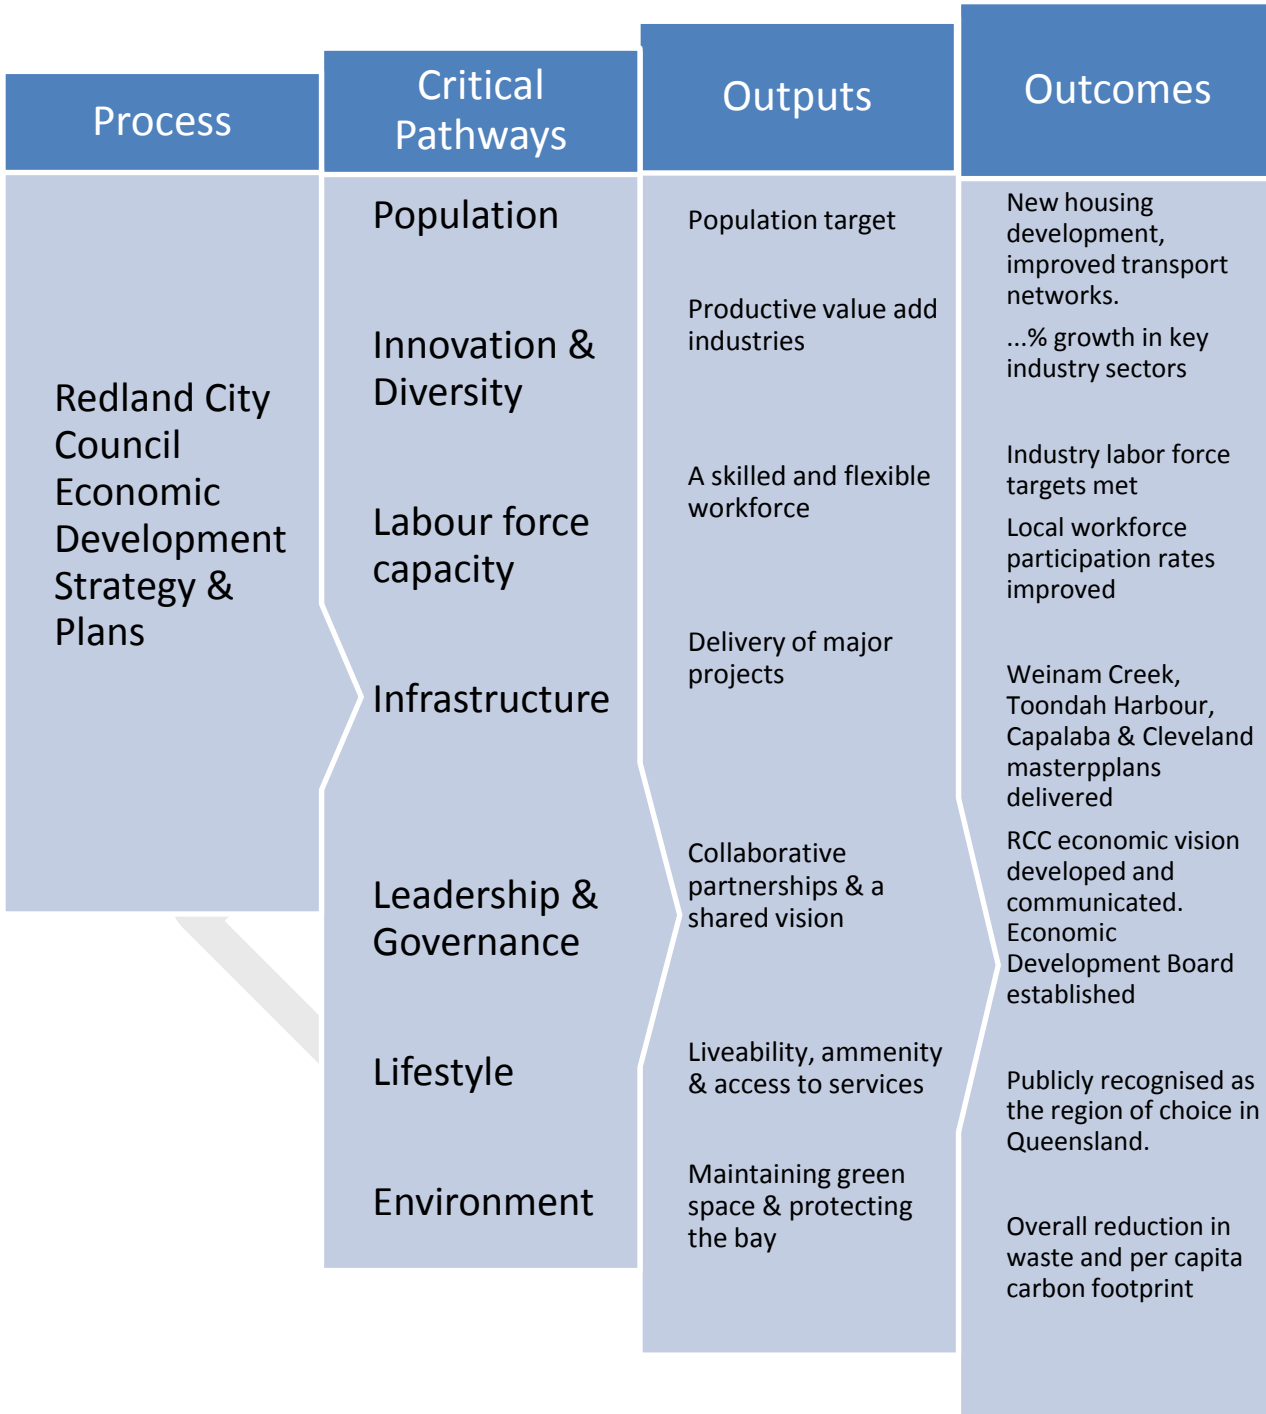 Process
Redland City
Council
Economic
Development
Strategy &
Plans
Critical
Pathways
Population
Innovation &
Diversity
Labour force
capacity
Infrastructure
Leadership &
Governance
Lifestyle
Environment
Outputs
Population target
Productive value add
industries
A skilled and flexible
workforce
Delivery of major
projects
Collaborative
partnerships & a
shared vision
Liveability, ammenity
& access to services
Maintaining green
space & protecting
the bay
Outcomes
New housing
development,
improved transport
networks.
...% growth in key
industry sectors
Industry labor force
targets met
Local workforce
participation rates
improved
Weinam Creek,
Toondah Harbour,
Capalaba & Cleveland
masterpplans
delivered
RCC economic vision
developed and
communicated.
Economic
Development Board
established
Publicly recognised as
the region of choice in
Queensland.
Overall reduction in
waste and per capita
carbon footprint